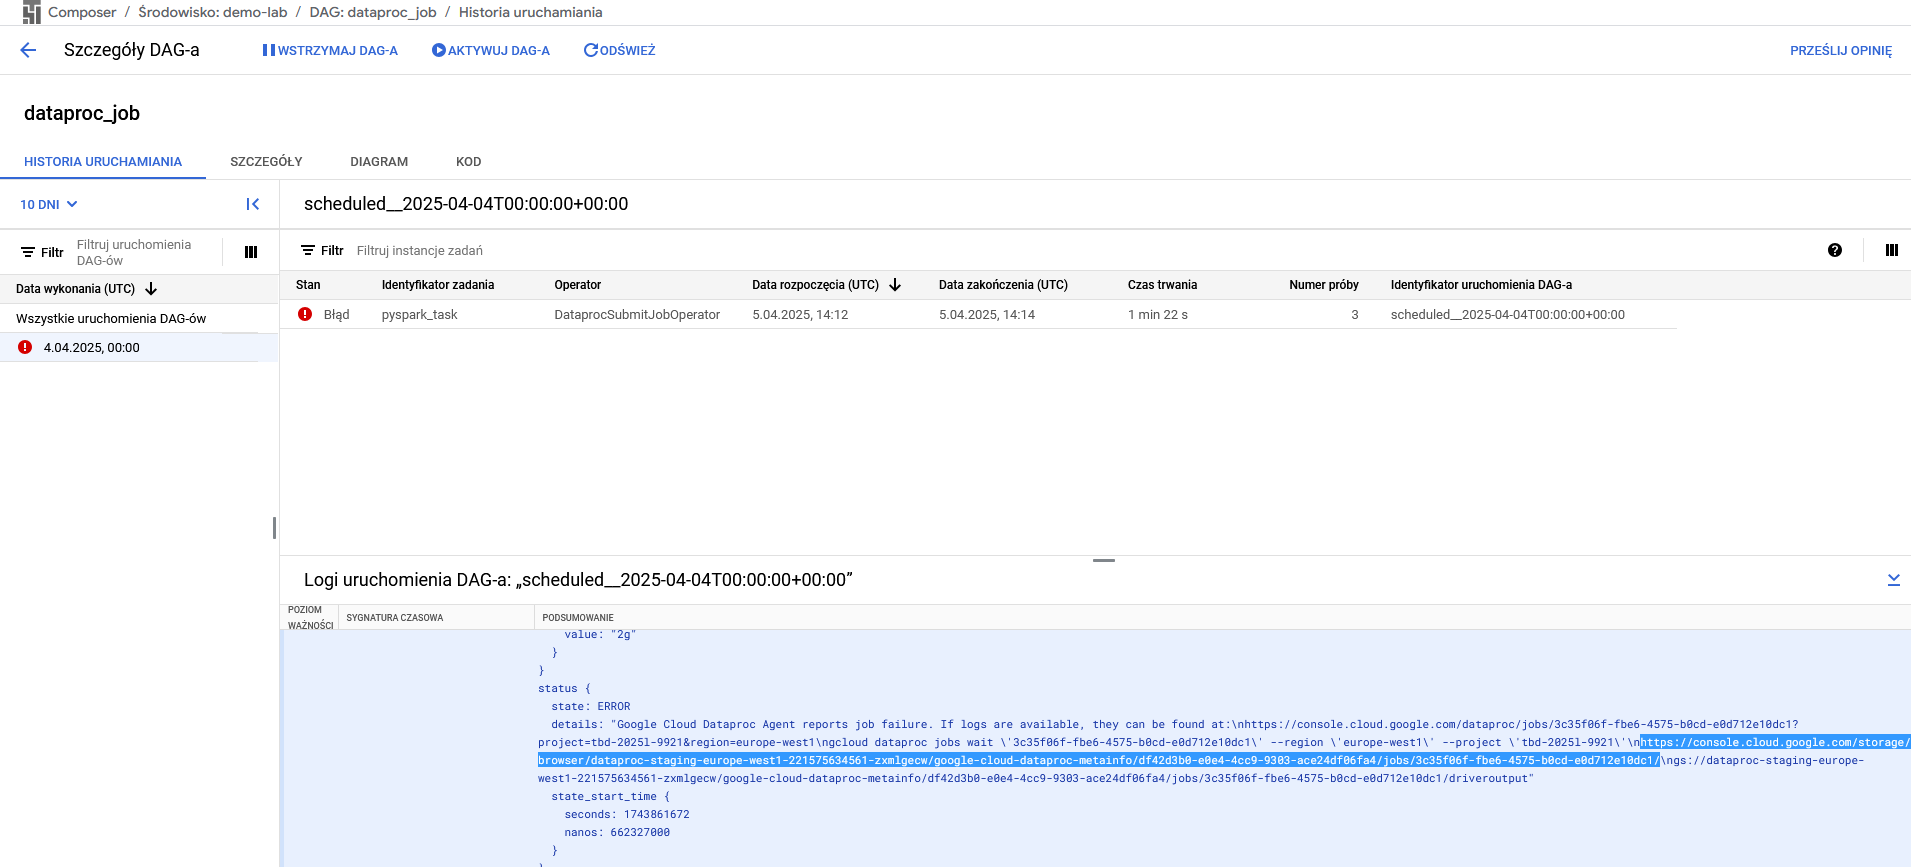 Composer / Środowisko: demo-lab / DAG: dataproc_job / Historia uruchamiania
Szczegóły DAG-a WSTRZYMAJ DAG-A AKTYWUJ DAG-A ODŚWIEŻ PRZEŚLIJ OPINIĘ
dataproc_job
HISTORIA URUCHAMIANIA SZCZEGÓŁY DIAGRAM KOD
10 DNI
Filtr Filtruj uruchomienia
DAG-ów
Data wykonania (UTC)
Wszystkie uruchomienia DAG-ów
4.04.2025, 00:00
scheduled__2025-04-04T00:00:00+00:00
Filtr Filtruj instancje zadań
Stan Identyfikator zadania Operator Data rozpoczęcia (UTC) Data zakończenia (UTC) Czas trwania Numer próby Identyfikator uruchomienia DAG-a
Błąd pyspark_task DataprocSubmitJobOperator 5.04.2025, 14:12 5.04.2025, 14:14 1 min 22 s 3 scheduled__2025-04-04T00:00:00+00:00
Logi uruchomienia DAG-a: „scheduled__2025-04-04T00:00:00+00:00”
POZIOM
WAŻNOŚCI SYGNATURA CZASOWA PODSUMOWANIE
value: "2g"
}
}
status {
state: ERROR
details: "Google Cloud Dataproc Agent reports job failure. If logs are available, they can be found at:\nhttps://console.cloud.google.com/dataproc/jobs/3c35f06f-fbe6-4575-b0cd-e0d712e10dc1?
project=tbd-2025l-9921&region=europe-west1\ngcloud dataproc jobs wait \'3c35f06f-fbe6-4575-b0cd-e0d712e10dc1\' --region \'europe-west1\' --project \'tbd-2025l-9921\'\nhttps://console.cloud.google.com/storage/
browser/dataproc-staging-europe-west1-221575634561-zxmlgecw/google-cloud-dataproc-metainfo/df42d3b0-e0e4-4cc9-9303-ace24df06fa4/jobs/3c35f06f-fbe6-4575-b0cd-e0d712e10dc1/\ngs://dataproc-staging-europe-
west1-221575634561-zxmlgecw/google-cloud-dataproc-metainfo/df42d3b0-e0e4-4cc9-9303-ace24df06fa4/jobs/3c35f06f-fbe6-4575-b0cd-e0d712e10dc1/driveroutput"
state_start_time {
seconds: 1743861672
nanos: 662327000
}